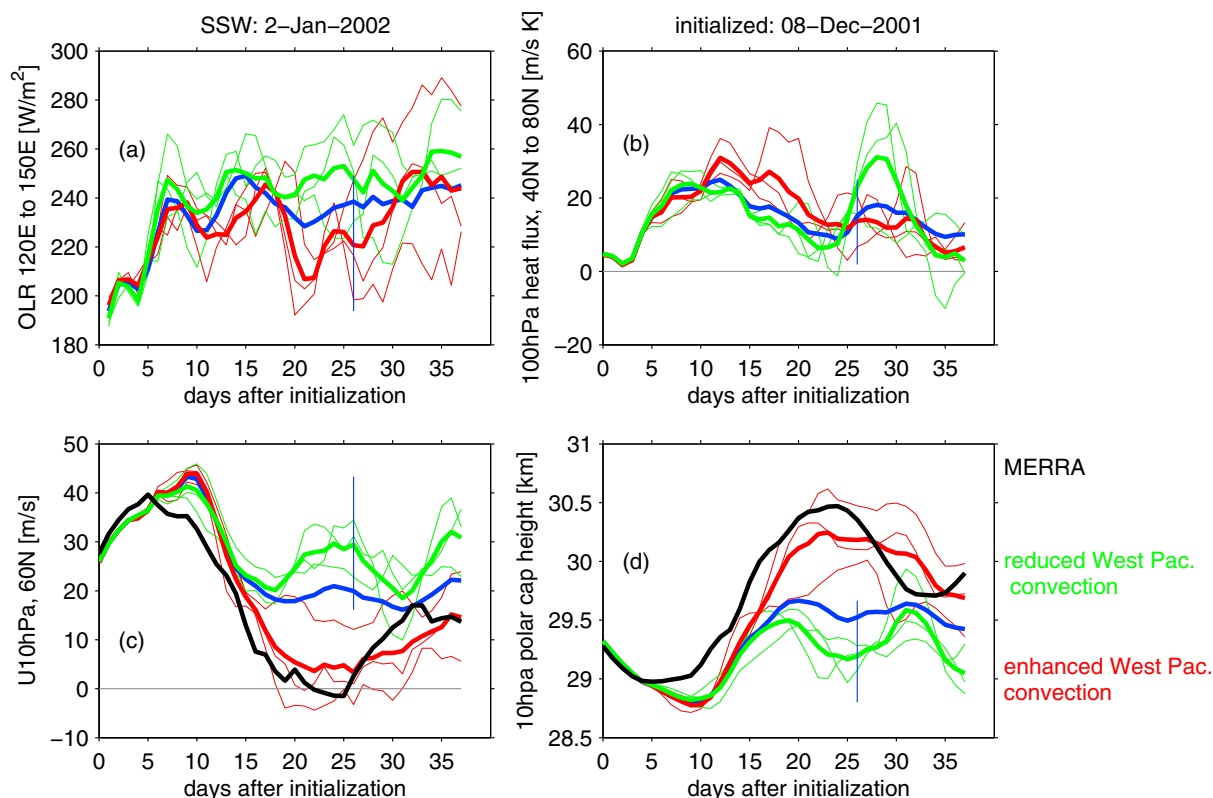 SSW: 2–Jan–2002
initialized: 08–Dec–2001
OLR 120E to 150E [W/m²]
300
280
260
240
220
200
180
(a)
0 5 10 15 20 25 30 35
days after initialization
100hPa heat flux, 40N to 80N [m/s K]
60
40
20
0
−20
(b)
0 5 10 15 20 25 30 35
days after initialization
U10hPa, 60N [m/s]
50
40
30
20
10
0
−10
(c)
0 5 10 15 20 25 30 35
days after initialization
10hpa polar cap height [km]
31
30.5
30
29.5
29
28.5
(d)
0 5 10 15 20 25 30 35
days after initialization
MERRA
reduced West Pac.
convection
enhanced West Pac.
convection